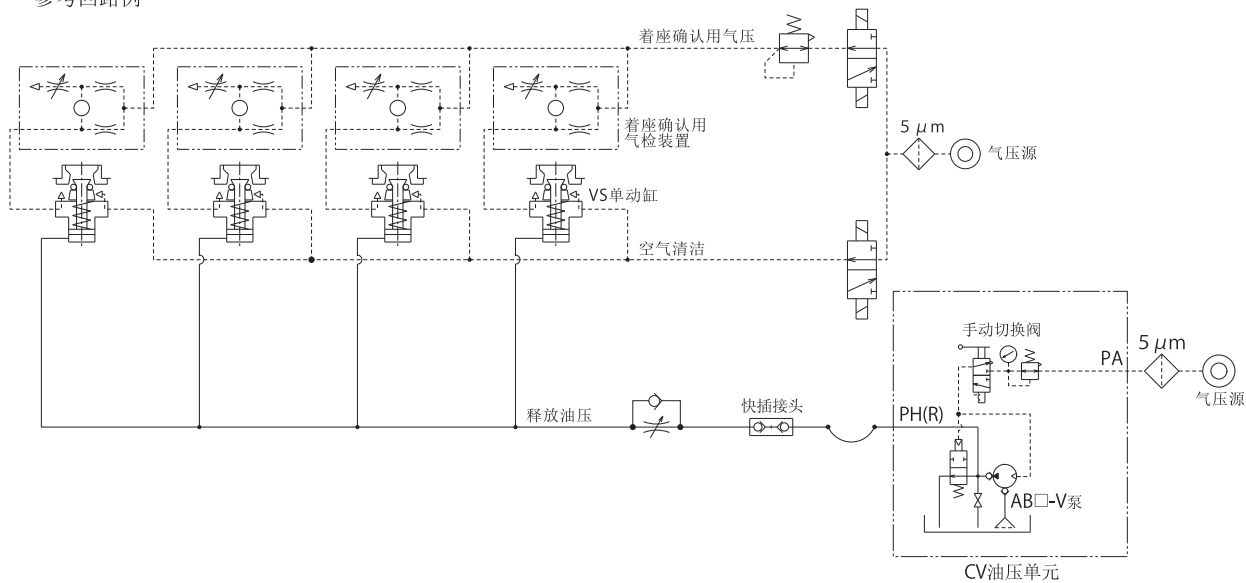 参考回路例
着座确认用气压
着座确认用
气检装置
5 μm
气压源
VS单动缸
空气清洁
手动切换阀
PA
5 μm
气压源
释放油压
快插接头
PH(R)
AB□-V泵
CV油压单元